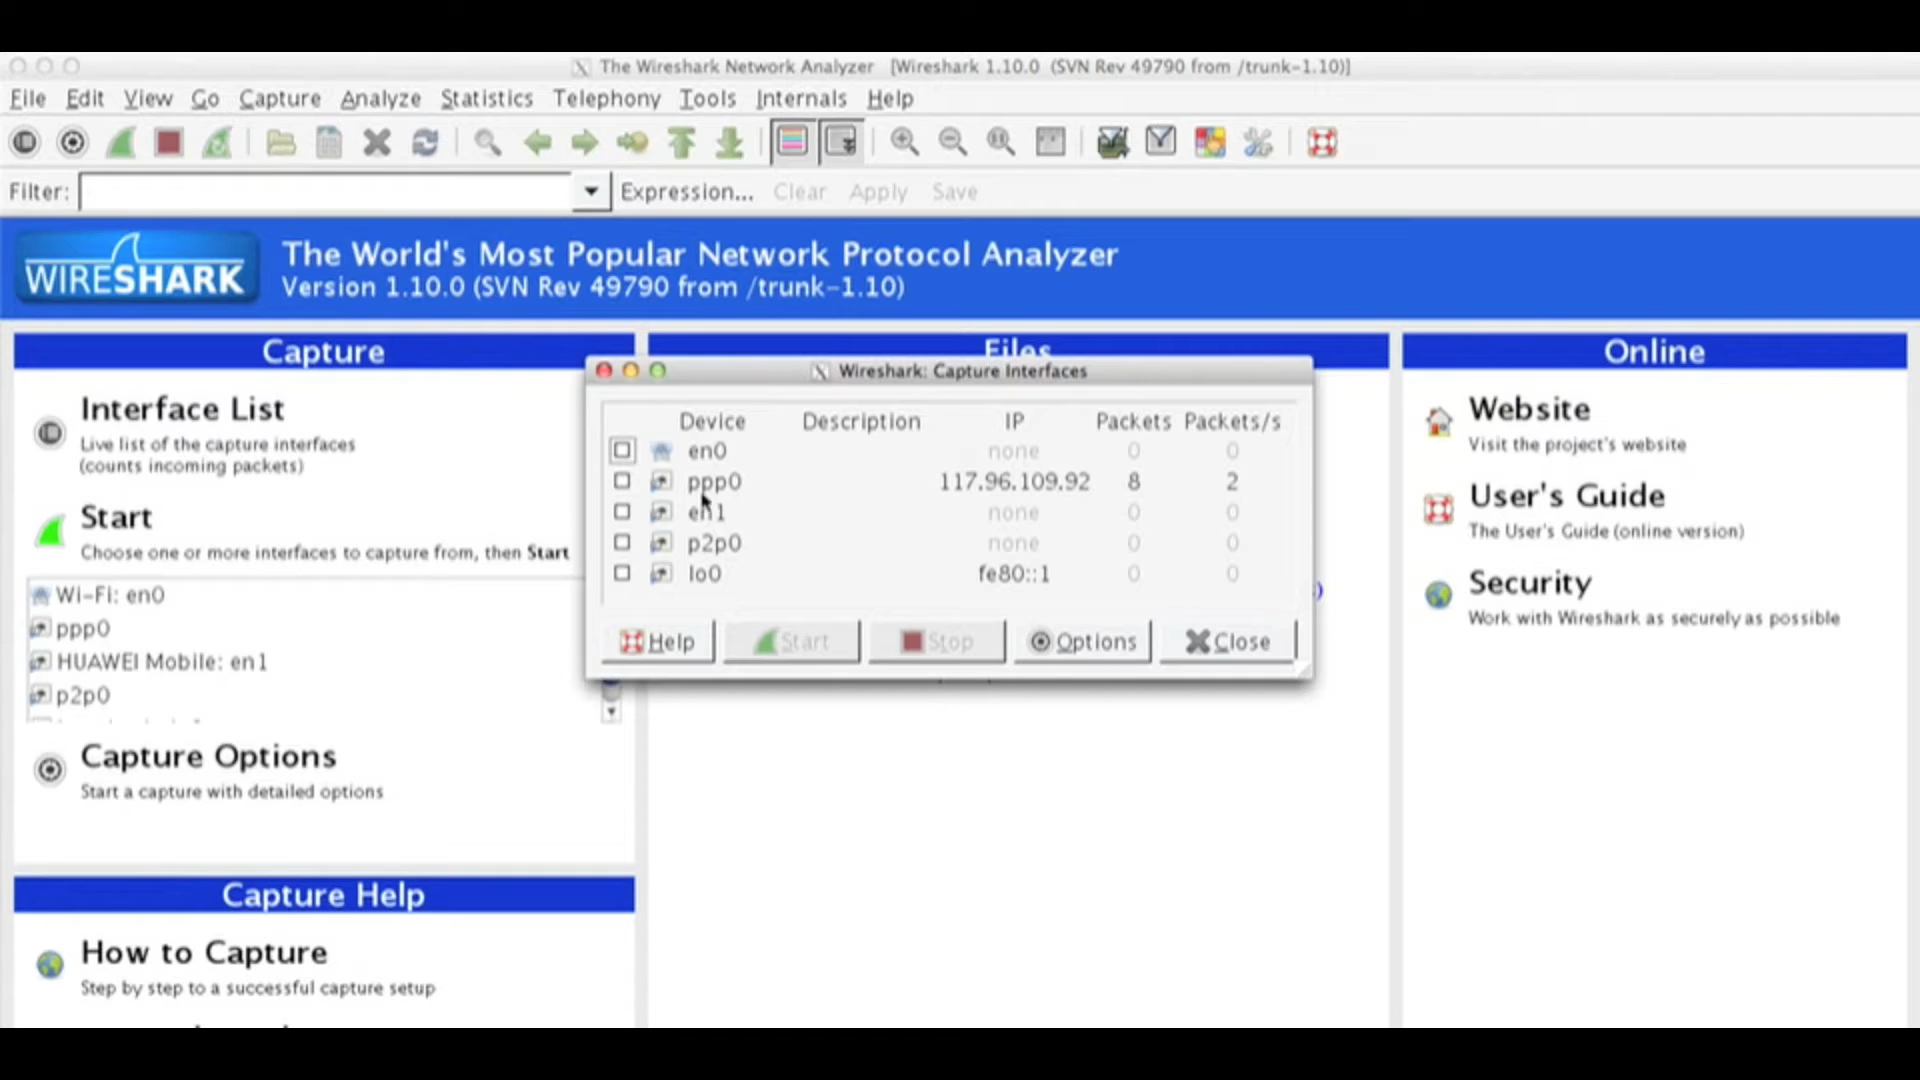 The Wireshark Network Analyzer [Wireshark 1.10.0 (SVN Rev 49790 from /trunk-1.10)]
File Edit View Go Capture Analyze Statistics Telephony Tools Internals Help
Filter: Expression... Clear Apply Save
WIRESHARK
The World's Most Popular Network Protocol Analyzer
Version 1.10.0 (SVN Rev 49790 from /trunk-1.10)
Capture
Interface List
Live list of the capture interfaces
(counts incoming packets)
Start
Choose one or more interfaces to capture from, then Start
Wi-Fi: en0
ppp0
HUAWEI Mobile: en1
p2p0
Capture Options
Start a capture with detailed options
Capture Help
How to Capture
Step by step to a successful capture setup
Files
Wireshark: Capture Interfaces
Device Description IP Packets Packets/s
en0 none 0 0
ppp0 117.96.109.92 8 2
en1 none 0 0
p2p0 none 0 0
lo0 fe80::1 0 0
Help Start Stop Options Close
Online
Website
Visit the project's website
User's Guide
The User's Guide (online version)
Security
Work with Wireshark as securely as possible